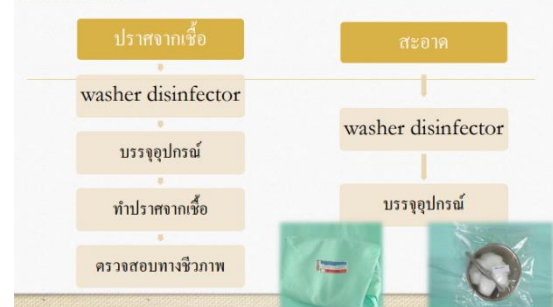 ปราศจากเชื้อ
washer disinfector
บรรจุอุปกรณ์
ทำปราศจากเชื้อ
ตรวจสอบทางชีวภาพ
สะอาด
washer disinfector
บรรจุอุปกรณ์